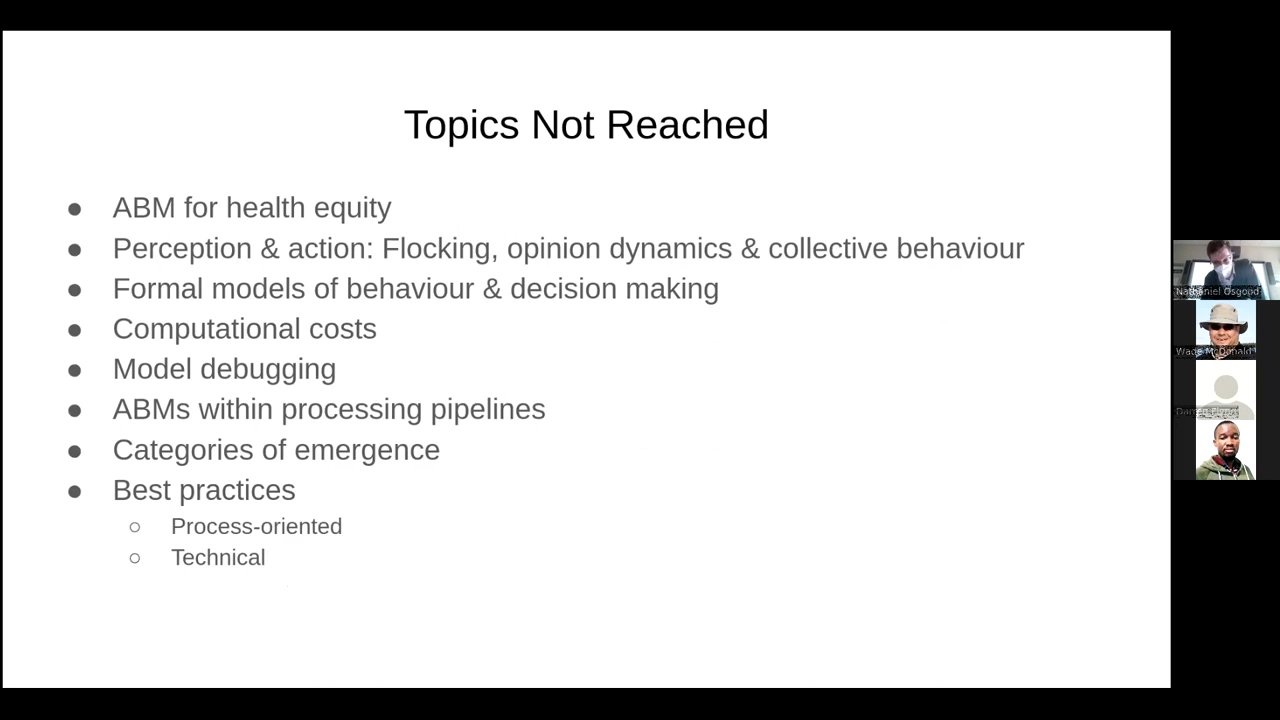 Topics Not Reached
● ABM for health equity
● Perception & action: Flocking, opinion dynamics & collective behaviour
● Formal models of behaviour & decision making
● Computational costs
● Model debugging
● ABMs within processing pipelines
● Categories of emergence
● Best practices
○ Process-oriented
○ Technical
Nathaniel Osgood
Wade McDonald